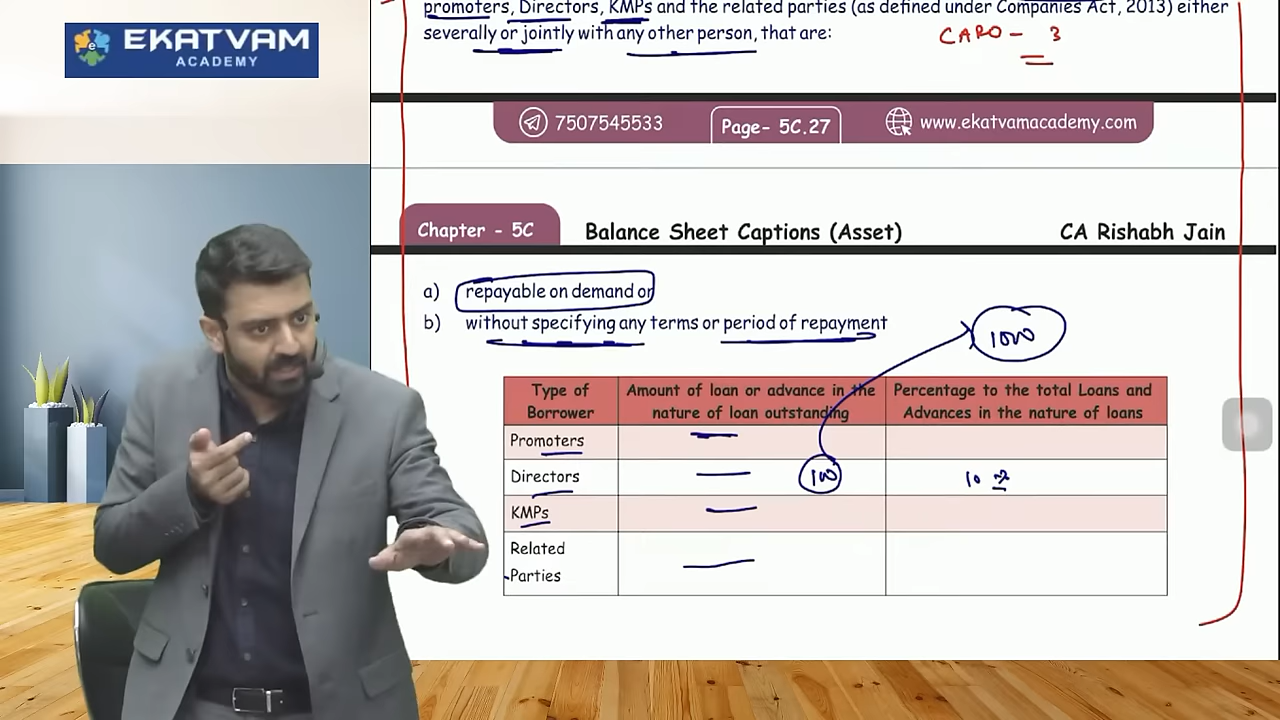 EKATVAM
ACADEMY
promoters, Directors, KMPs and the related parties (as defined under Companies Act, 2013) either
severally or jointly with any other person, that are:
CARO - 3
7507545533
Page- 5C.27
www.ekatvamacademy.com
Chapter - 5C
Balance Sheet Captions (Asset)
CA Rishabh Jain
a) repayable on demand or
b) without specifying any terms or period of repayment
1000
Type of Borrower
Amount of loan or advance in the nature of loan outstanding
Percentage to the total Loans and Advances in the nature of loans
Promoters
Directors
100
10 %
KMPs
Related
Parties